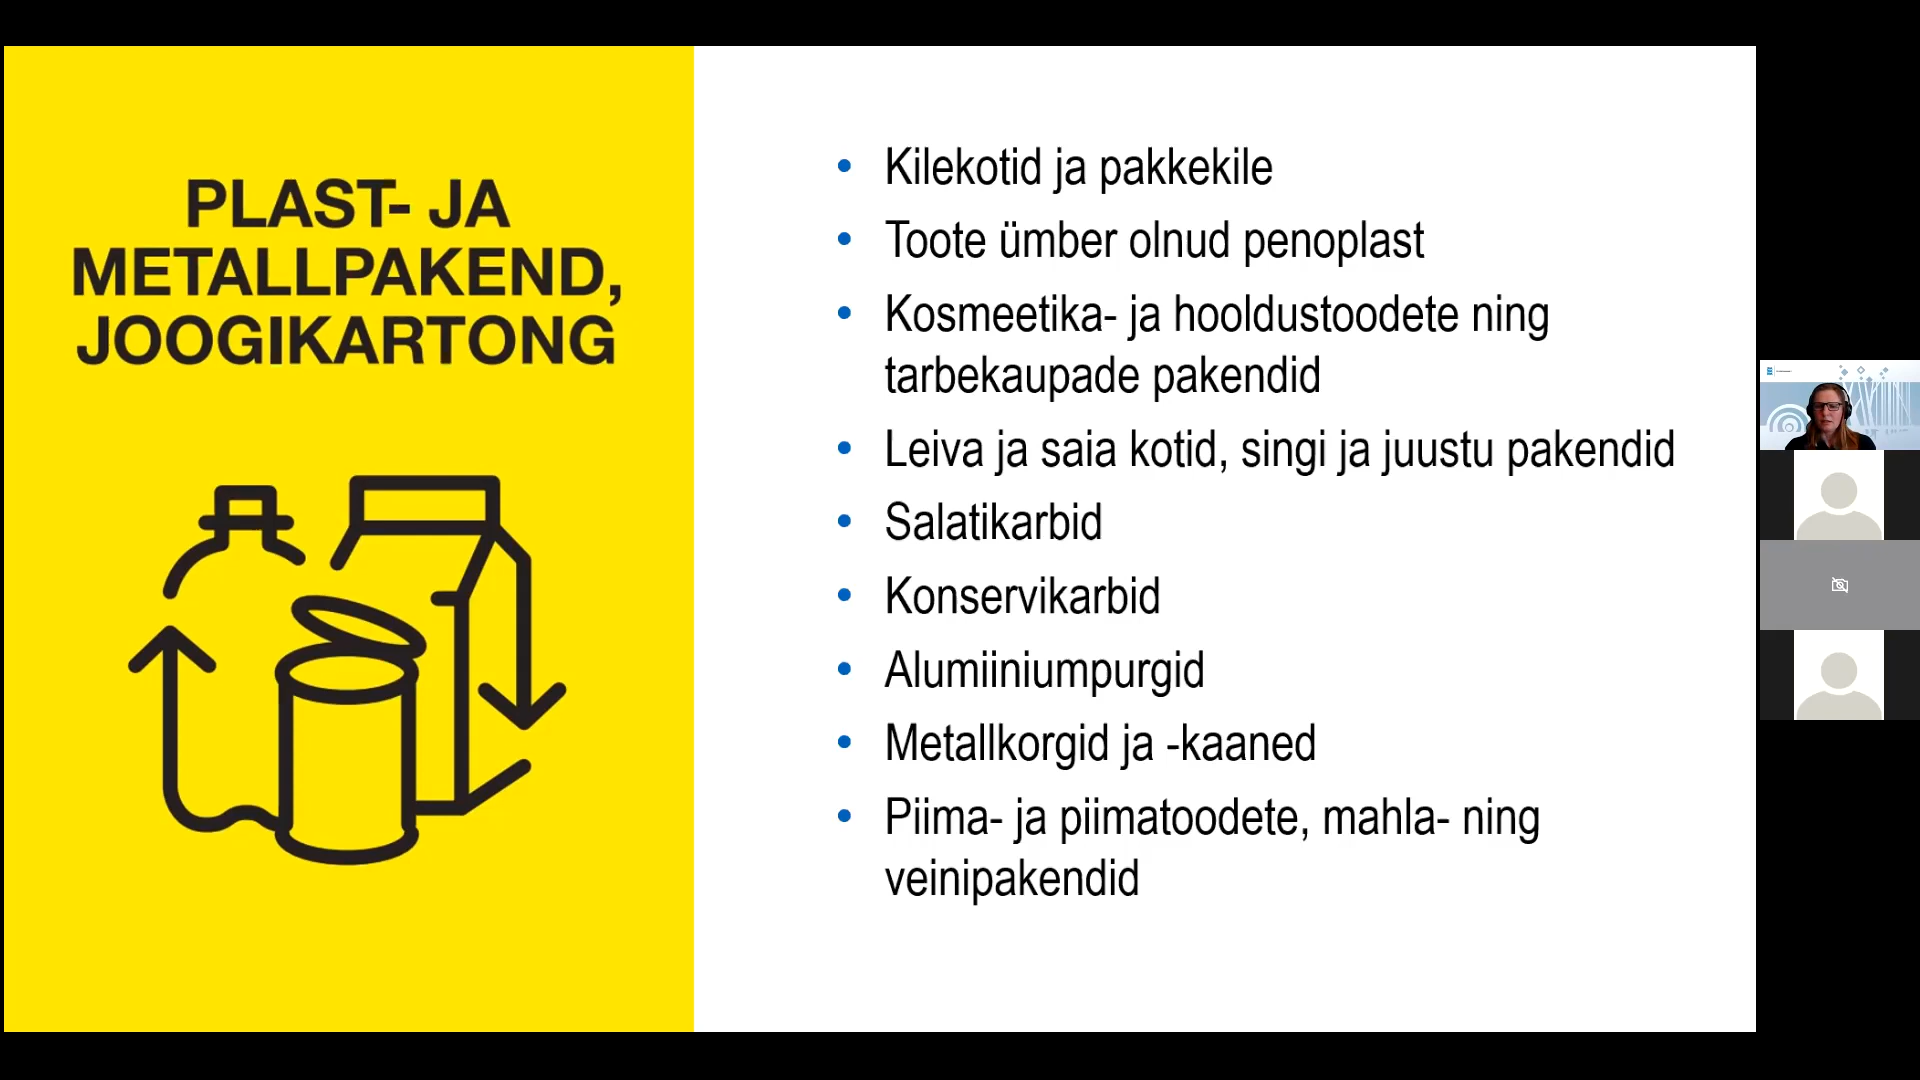 PLAST- JA
METALLPAKEND,
JOOGIKARTONG
Kilekotid ja pakkekile
Toote ümber olnud penoplast
Kosmeetika- ja hooldustoodete ning
tarbekaupade pakendid
Leiva ja saia kotid, singi ja juustu pakendid
Salatikarbid
Konservikarbid
Alumiiniumpurgid
Metallkorgid ja -kaaned
Piima- ja piimatoodete, mahla- ning
veinipakendid